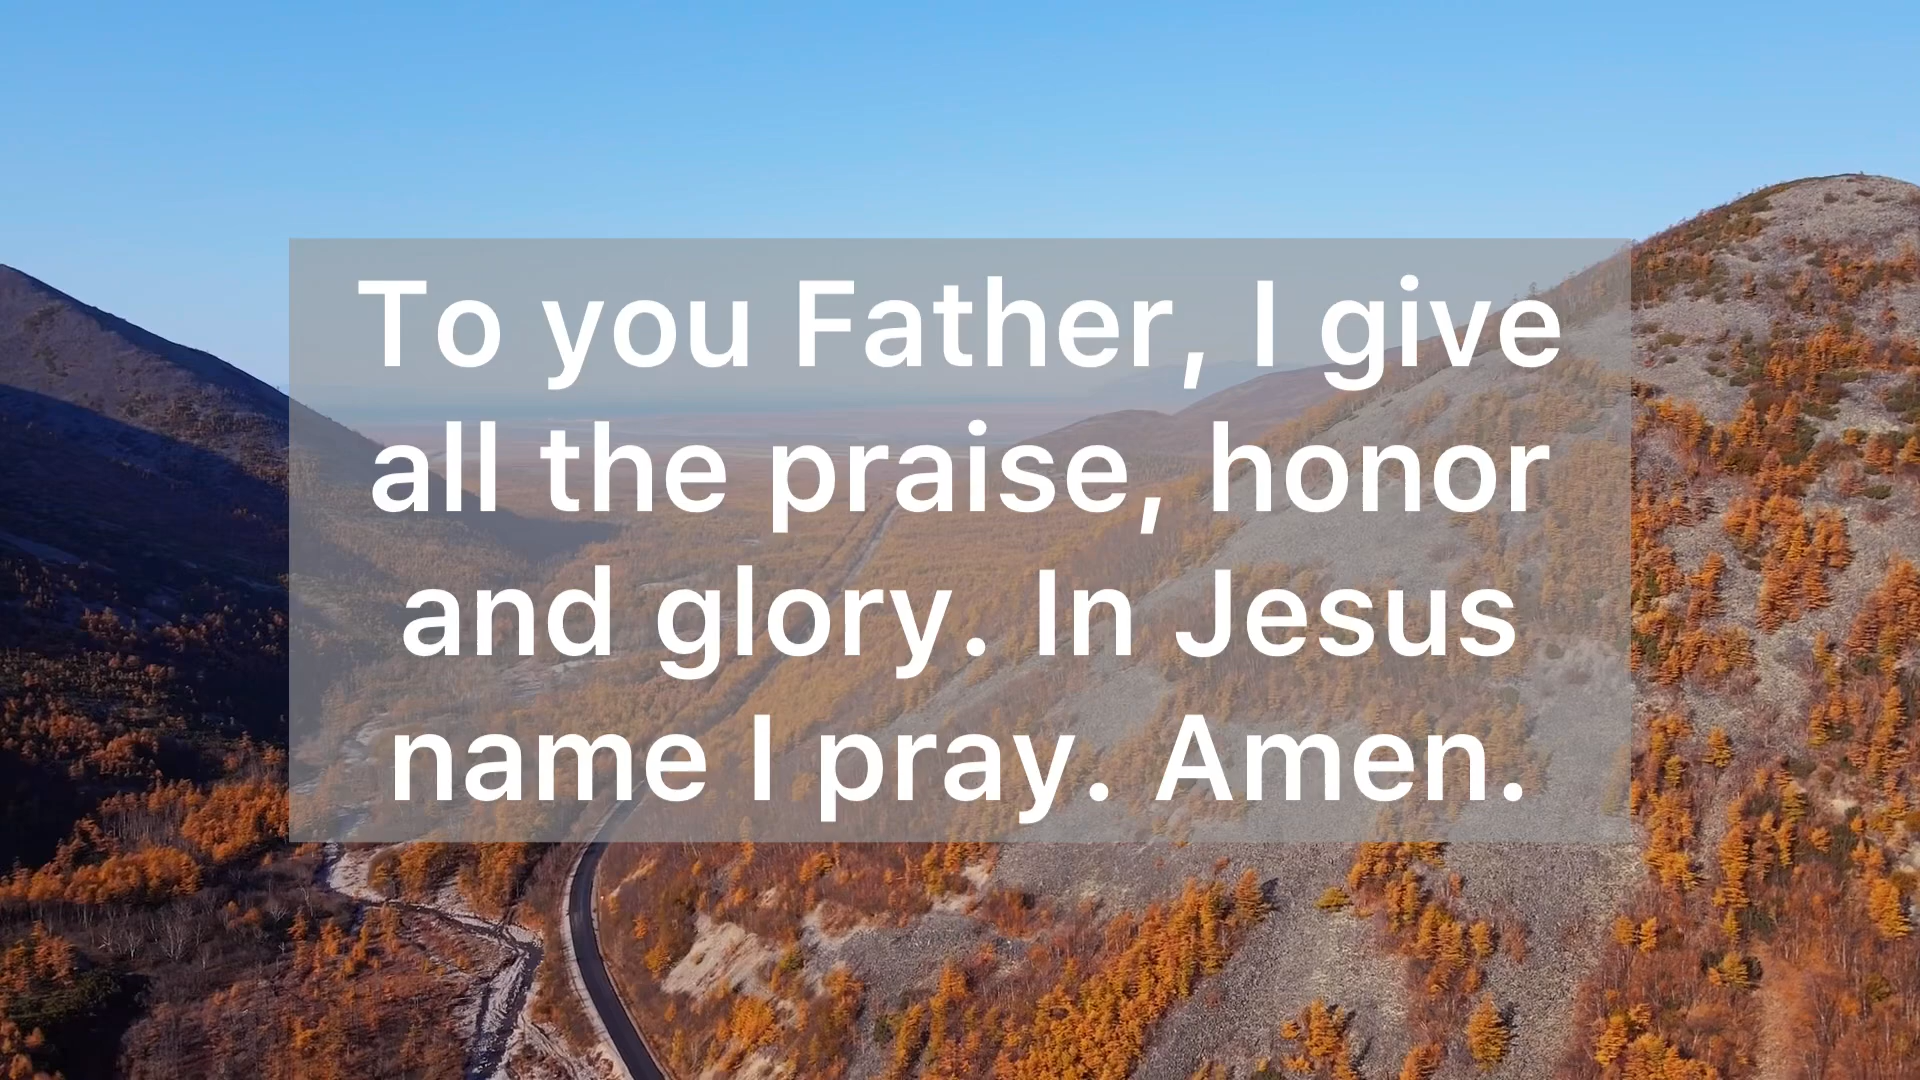 To you Father, I give
all the praise, honor
and glory. In Jesus
name I pray. Amen.